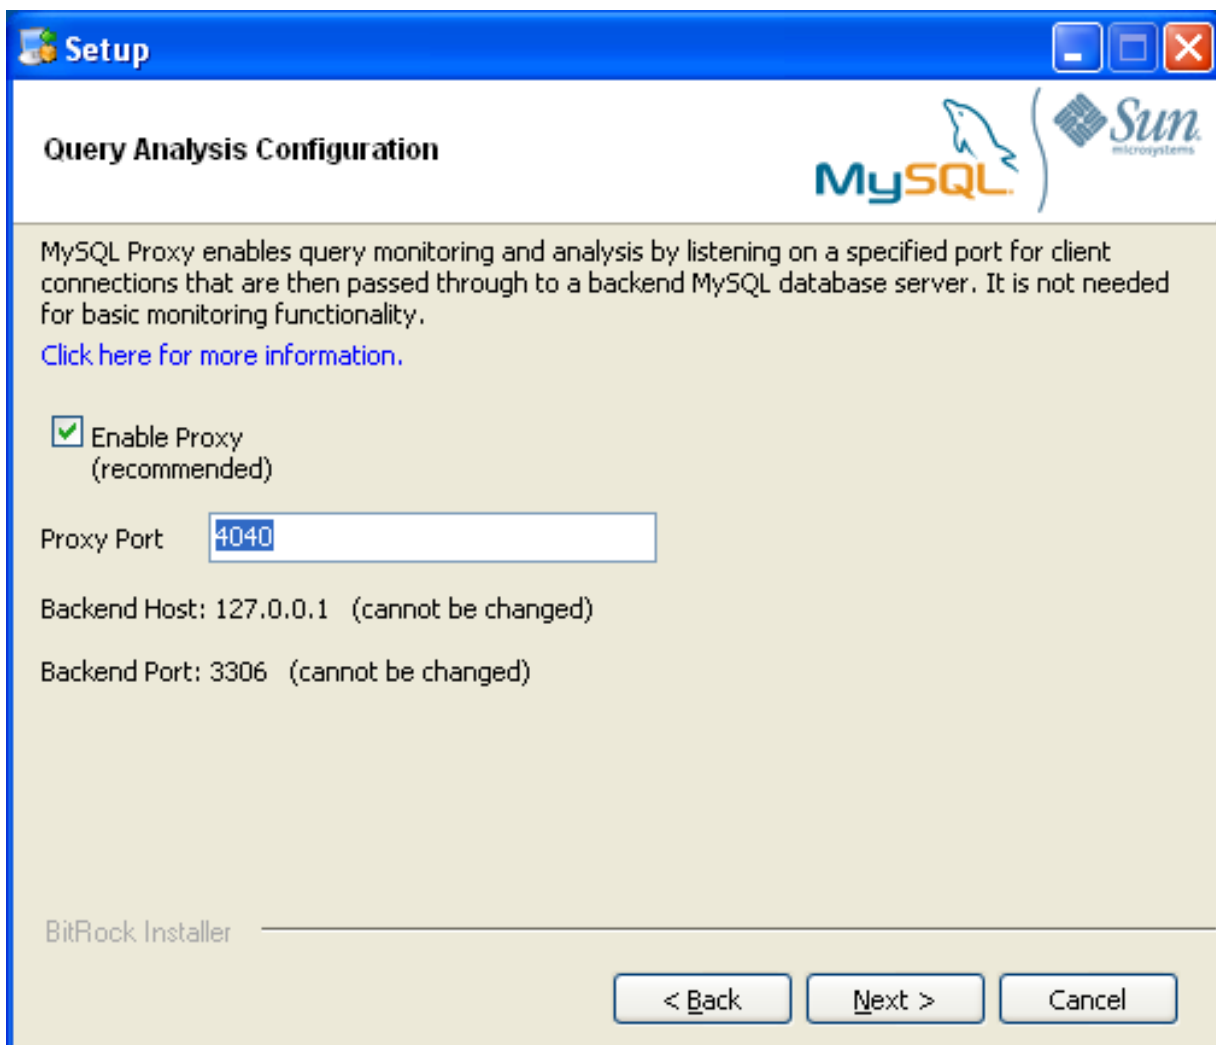 Setup
Query Analysis Configuration
MySQL
Sun
microsystems
MySQL Proxy enables query monitoring and analysis by listening on a specified port for client
connections that are then passed through to a backend MySQL database server. It is not needed
for basic monitoring functionality.
Click here for more information.
Enable Proxy
(recommended)
Proxy Port 4040
Backend Host: 127.0.0.1 (cannot be changed)
Backend Port: 3306 (cannot be changed)
BitRock Installer
< Back Next > Cancel